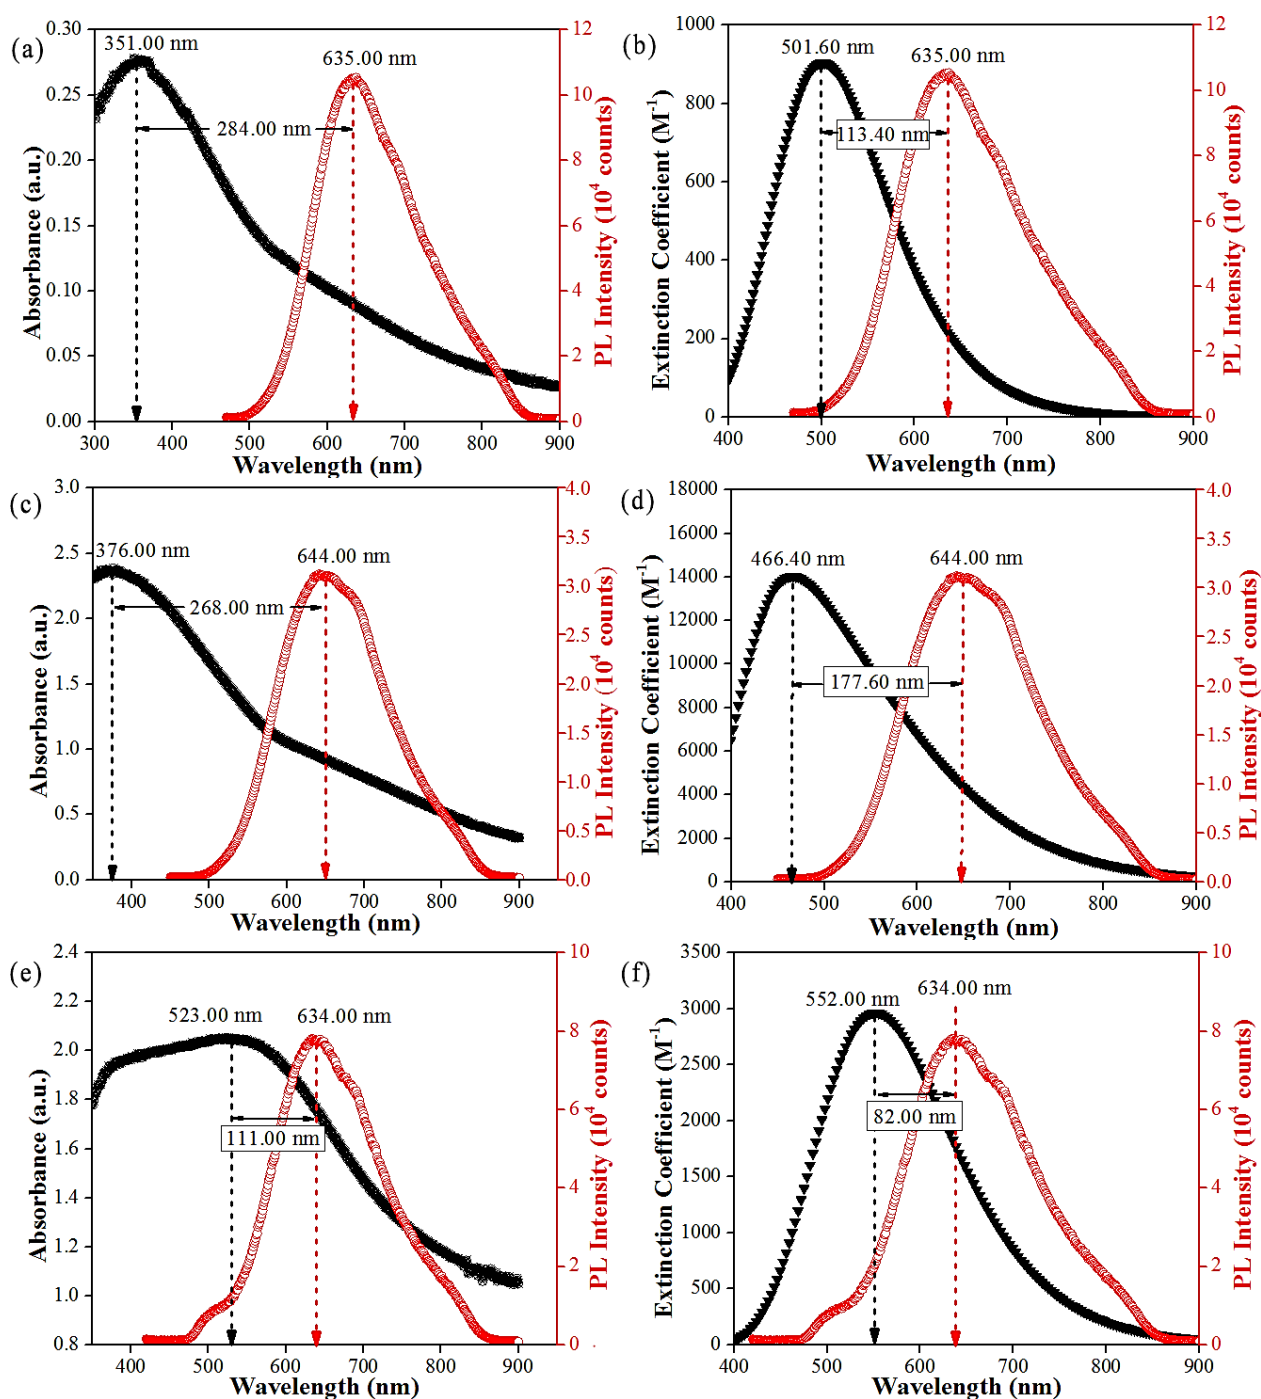 (a)
351.00 nm
635.00 nm
284.00 nm
0.30
0.25
0.20
0.15
0.10
0.05
0.00
Absorbance (a.u.)
12
10
8
6
4
2
0
PL Intensity (10⁴ counts)
300 400 500 600 700 800 900
Wavelength (nm)
(b)
501.60 nm
635.00 nm
113.40 nm
1000
800
600
400
200
0
Extinction Coefficient (M⁻¹)
12
10
8
6
4
2
0
PL Intensity (10⁴ counts)
400 500 600 700 800 900
Wavelength (nm)
(c)
376.00 nm
644.00 nm
268.00 nm
3.0
2.5
2.0
1.5
1.0
0.5
0.0
Absorbance (a.u.)
4.0
3.5
3.0
2.5
2.0
1.5
1.0
0.5
0.0
PL Intensity (10⁴ counts)
400 500 600 700 800 900
Wavelength (nm)
(d)
466.40 nm
644.00 nm
177.60 nm
18000
16000
14000
12000
10000
8000
6000
4000
2000
0
Extinction Coefficient (M⁻¹)
4.0
3.5
3.0
2.5
2.0
1.5
1.0
0.5
0.0
PL Intensity (10⁴ counts)
400 500 600 700 800 900
Wavelength (nm)
(e)
523.00 nm
634.00 nm
111.00 nm
2.4
2.2
2.0
1.8
1.6
1.4
1.2
1.0
0.8
Absorbance (a.u.)
10
8
6
4
2
0
PL Intensity (10⁴ counts)
400 500 600 700 800 900
Wavelength (nm)
(f)
552.00 nm
634.00 nm
82.00 nm
3500
3000
2500
2000
1500
1000
500
0
Extinction Coefficient (M⁻¹)
10
8
6
4
2
0
PL Intensity (10⁴ counts)
400 500 600 700 800 900
Wavelength (nm)